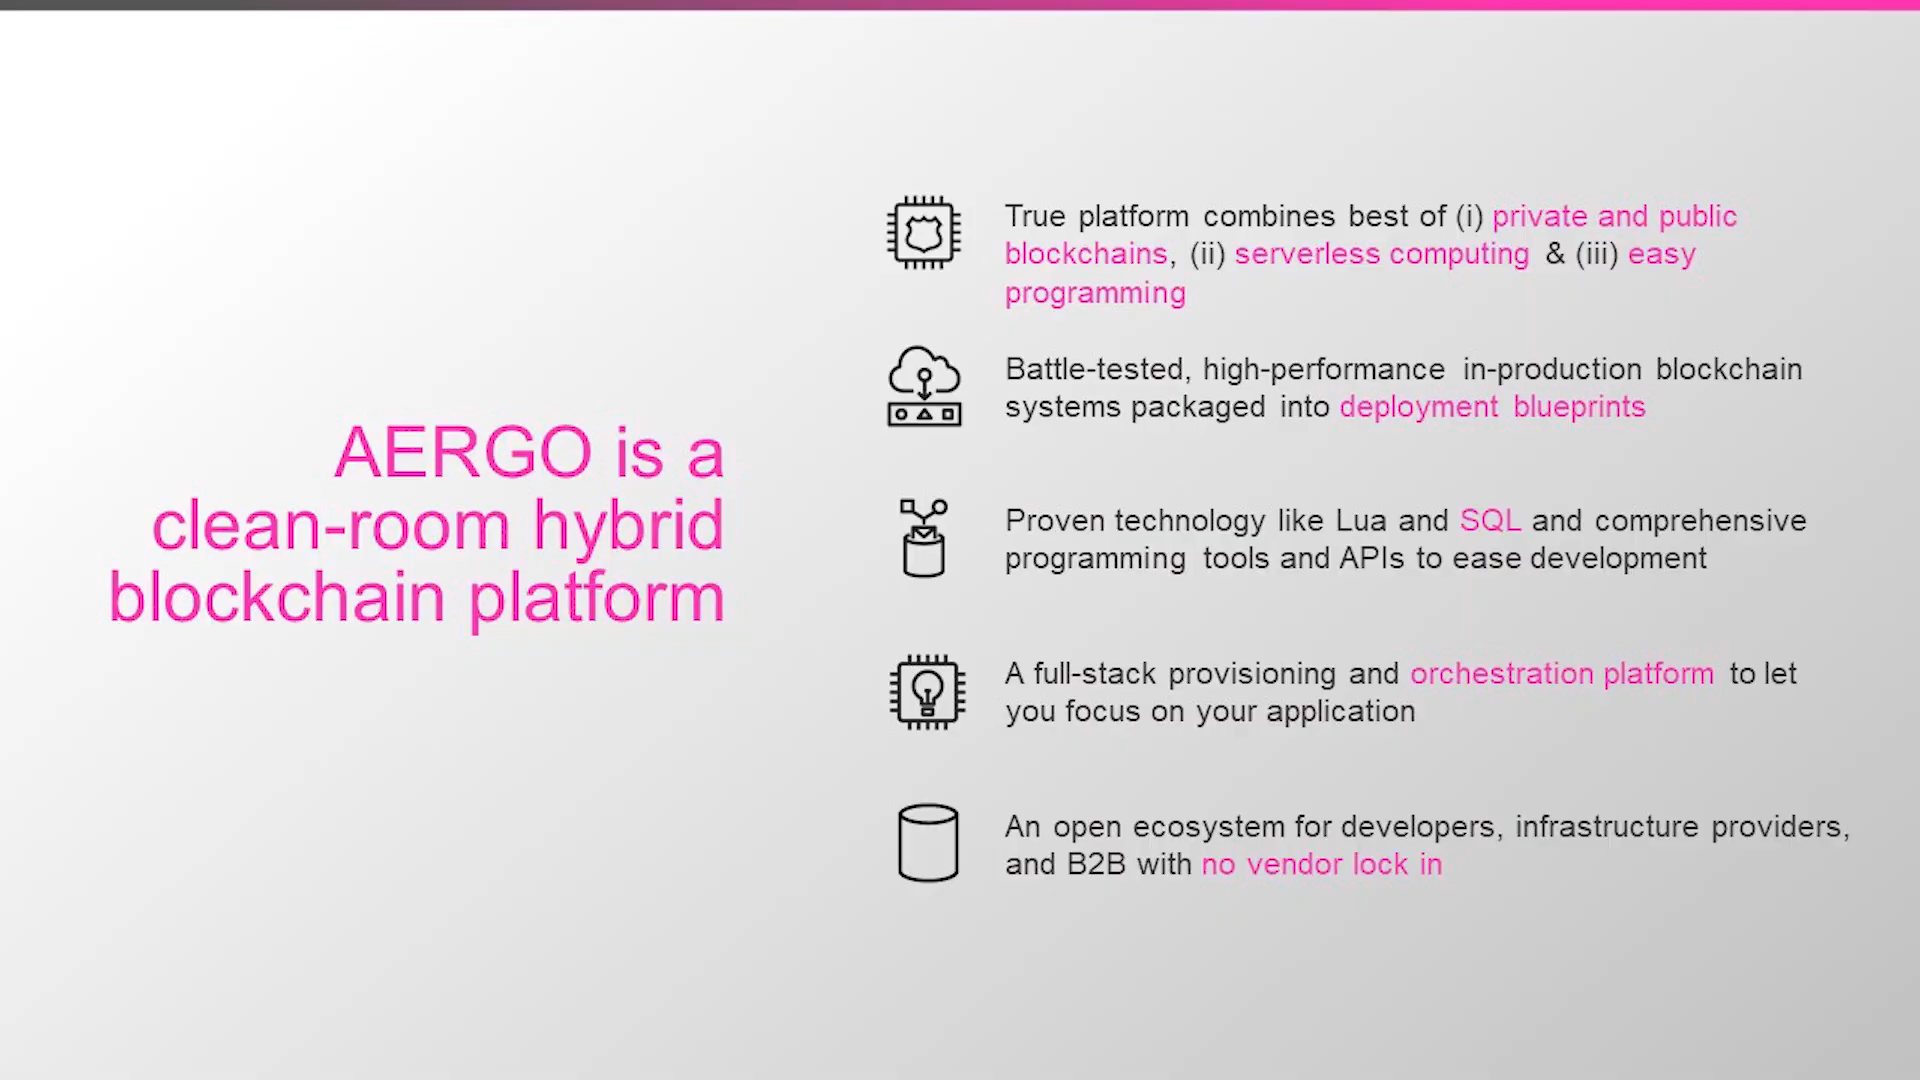 AERGO is a
clean-room hybrid
blockchain platform
True platform combines best of (i) private and public
blockchains, (ii) serverless computing & (iii) easy
programming
Battle-tested, high-performance in-production blockchain
systems packaged into deployment blueprints
Proven technology like Lua and SQL and comprehensive
programming tools and APIs to ease development
A full-stack provisioning and orchestration platform to let
you focus on your application
An open ecosystem for developers, infrastructure providers,
and B2B with no vendor lock in